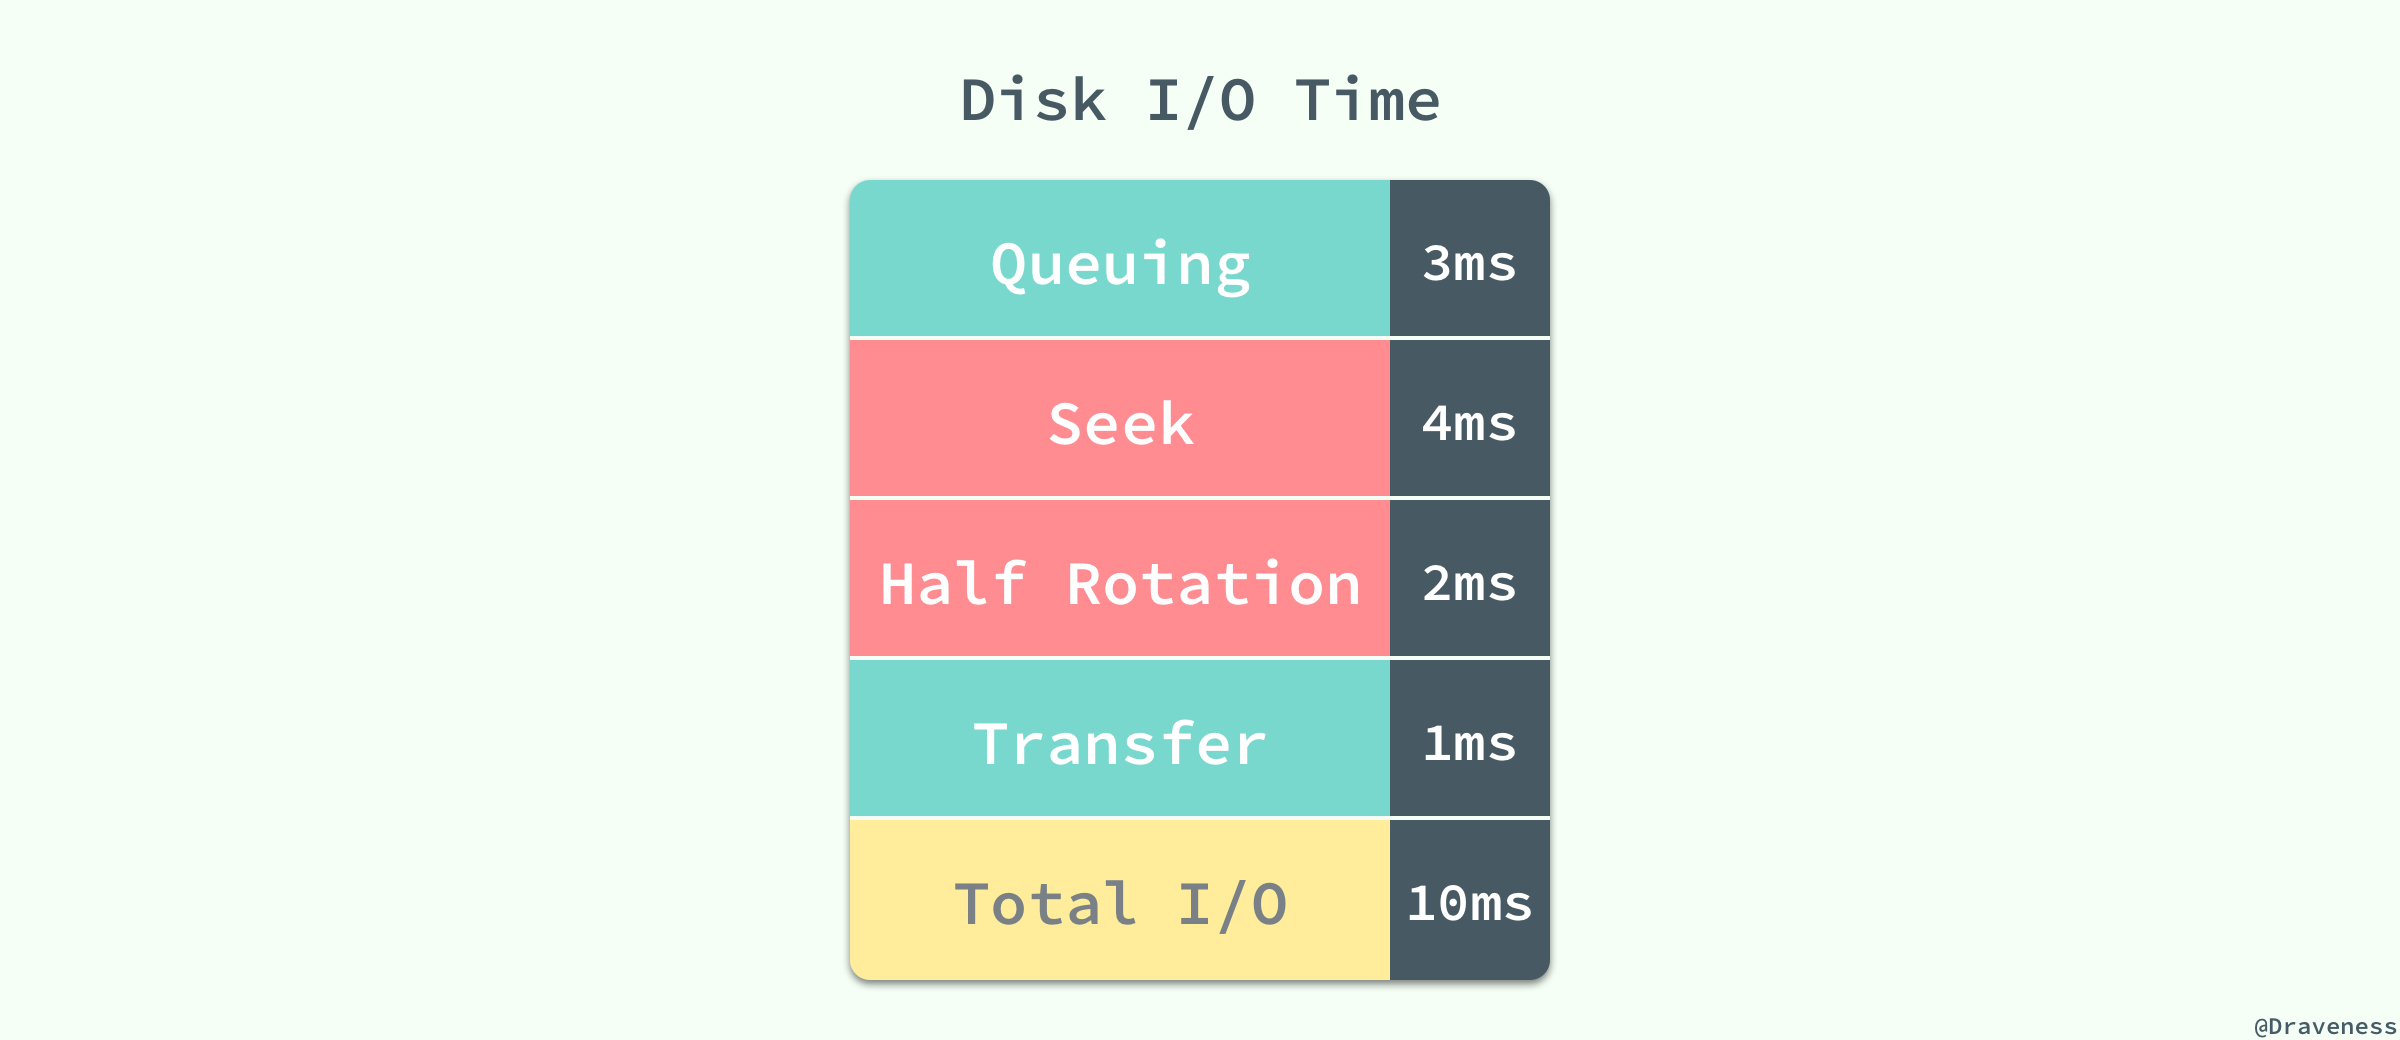 Disk I/O Time
Queuing 3ms
Seek 4ms
Half Rotation 2ms
Transfer 1ms
Total I/O 10ms
@Draveness